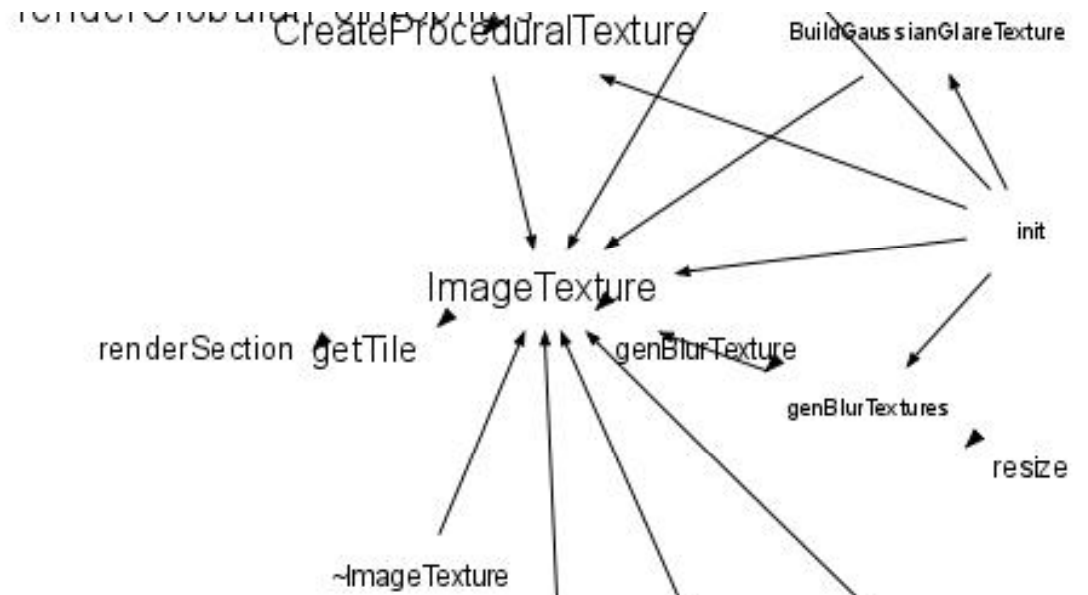 CreateProceduralTexture
BuildGaussianGlareTexture
init
ImageTexture
renderSection
getTile
genBlurTexture
genBlurTextures
resize
~ImageTexture